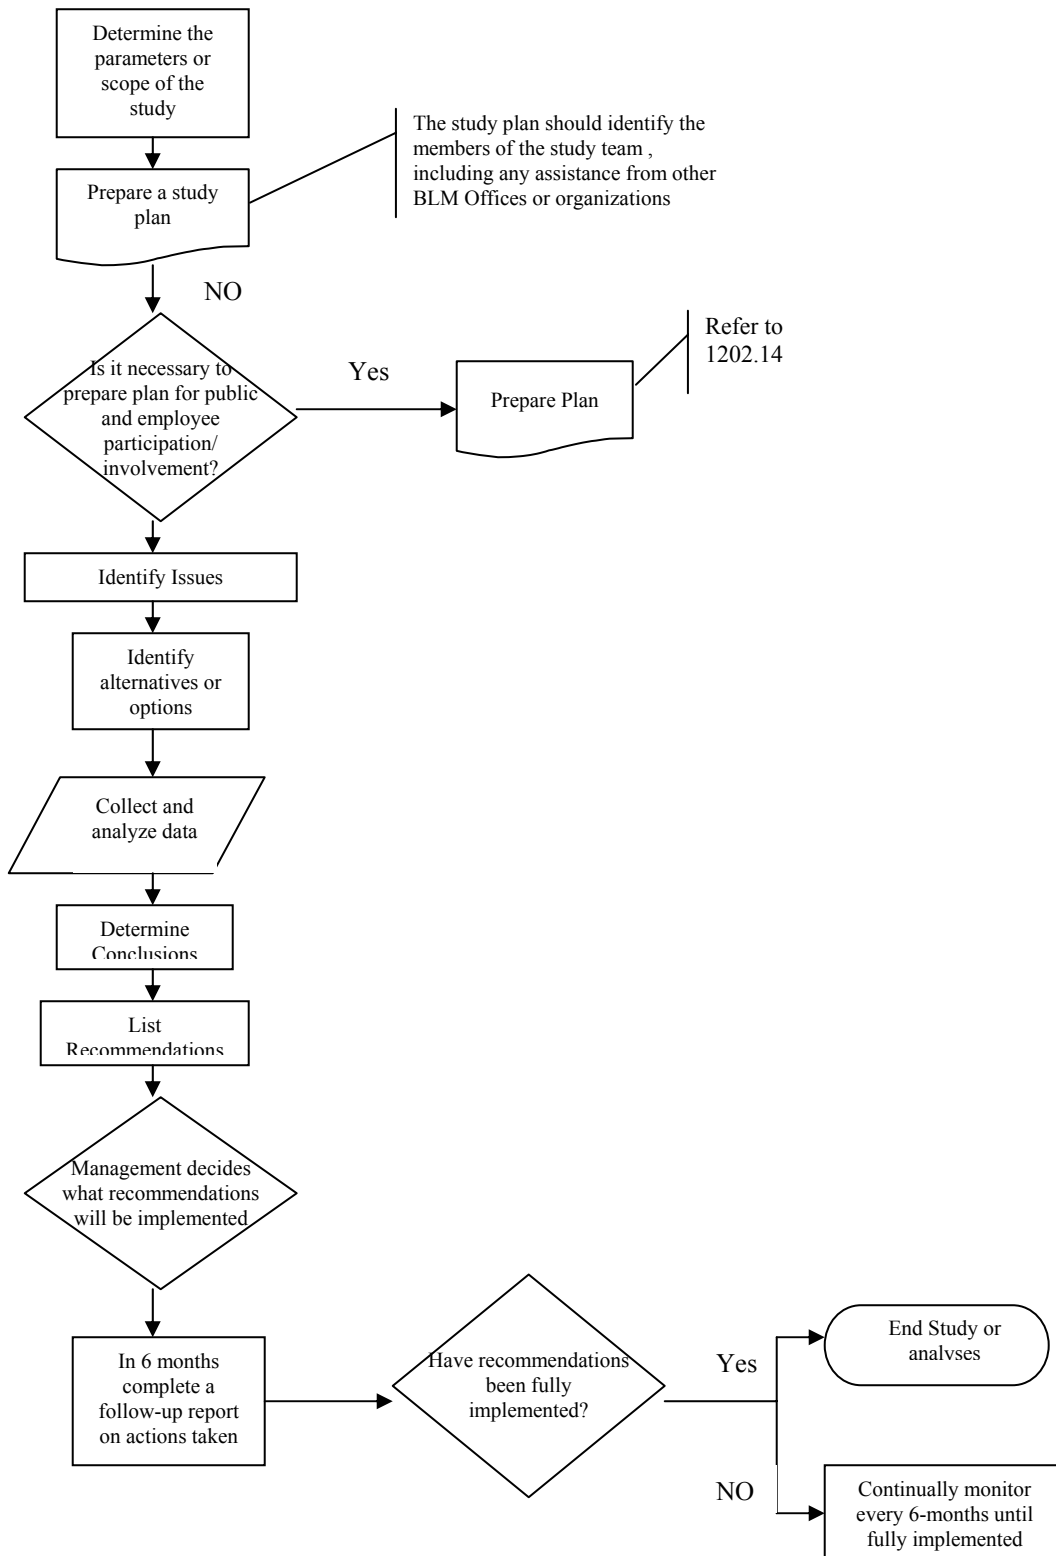 Determine the
parameters or
scope of the
study
The study plan should identify the
members of the study team ,
including any assistance from other
BLM Offices or organizations
Prepare a study
plan
NO
Is it necessary to
prepare plan for public
and employee
participation/
involvement?
Yes
Prepare Plan
Refer to
1202.14
Identify Issues
Identify
alternatives or
options
Collect and
analyze data
Determine
Conclusions
List
Recommendations
Management decides
what recommendations
will be implemented
In 6 months
complete a
follow-up report
on actions taken
Have recommendations
been fully
implemented?
Yes
End Study or
analyses
NO
Continually monitor
every 6-months until
fully implemented